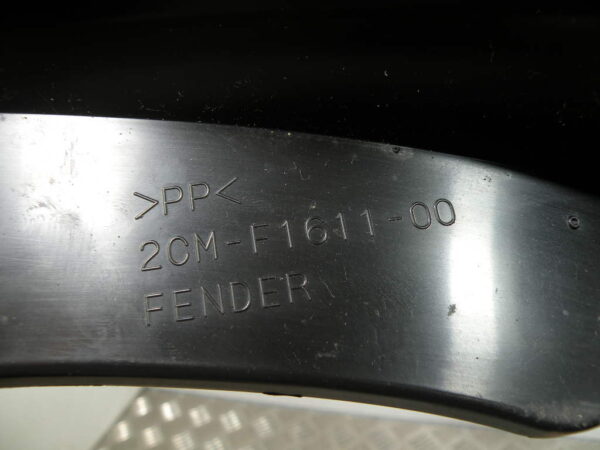 >PP<
2CM-F1611-00
FENDER